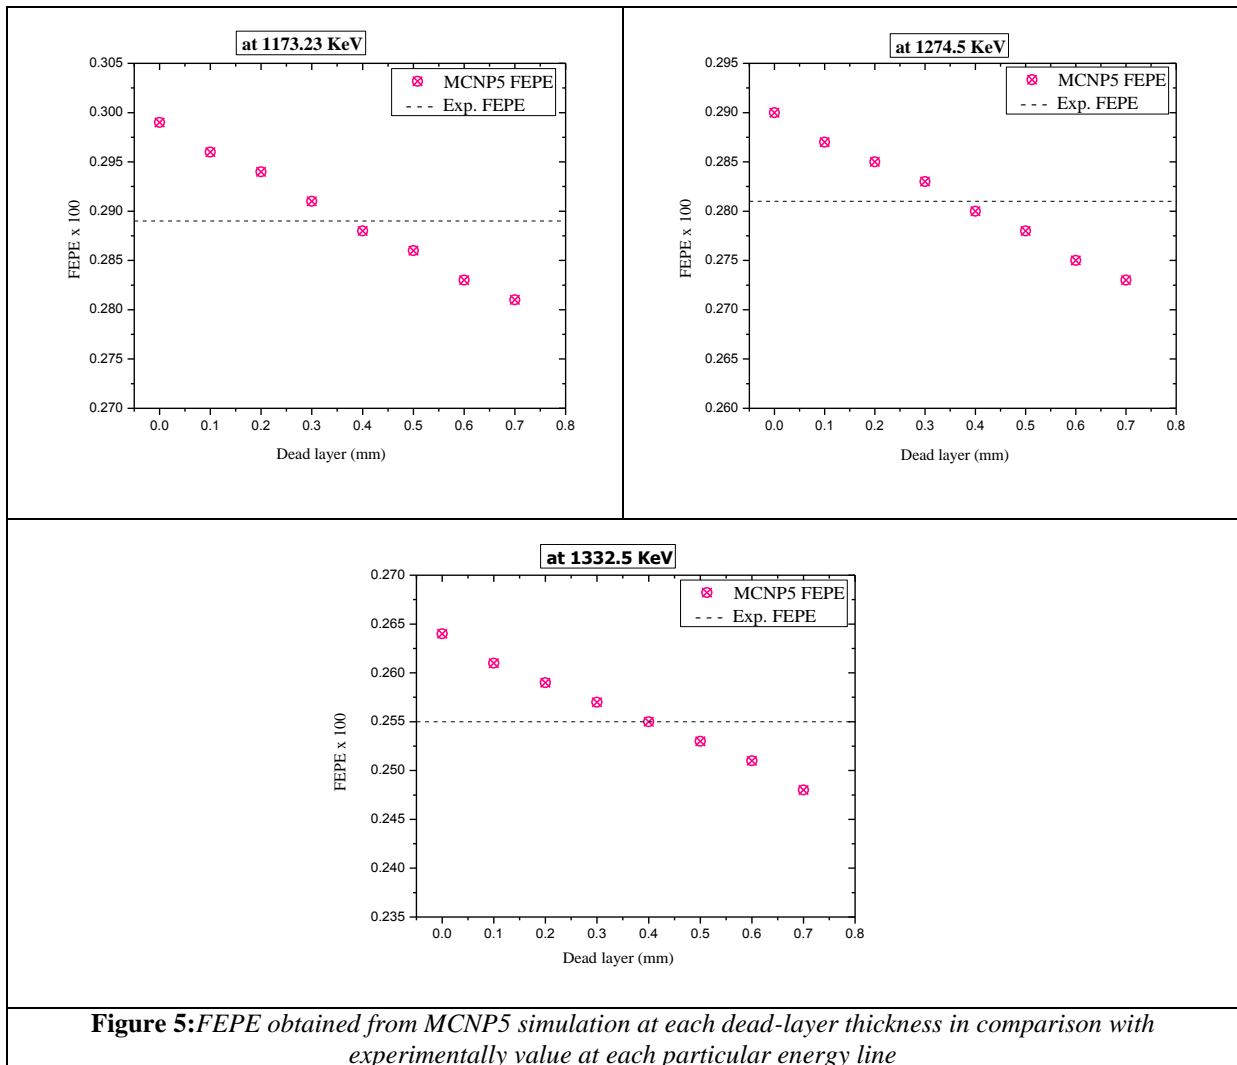 at 1173.23 KeV
MCNP5 FEPE
Exp. FEPE
0.305
0.300
0.295
0.290
0.285
0.280
0.275
0.270
FEPE x 100
0.0 0.1 0.2 0.3 0.4 0.5 0.6 0.7 0.8
Dead layer (mm)
at 1274.5 KeV
MCNP5 FEPE
Exp. FEPE
0.295
0.290
0.285
0.280
0.275
0.270
0.265
0.260
FEPE x 100
0.0 0.1 0.2 0.3 0.4 0.5 0.6 0.7 0.8
Dead layer (mm)
at 1332.5 KeV
MCNP5 FEPE
Exp. FEPE
0.270
0.265
0.260
0.255
0.250
0.245
0.240
0.235
FEPE x 100
0.0 0.1 0.2 0.3 0.4 0.5 0.6 0.7 0.8
Dead layer (mm)
Figure 5:FEPE obtained from MCNP5 simulation at each dead-layer thickness in comparison with
experimentally value at each particular energy line